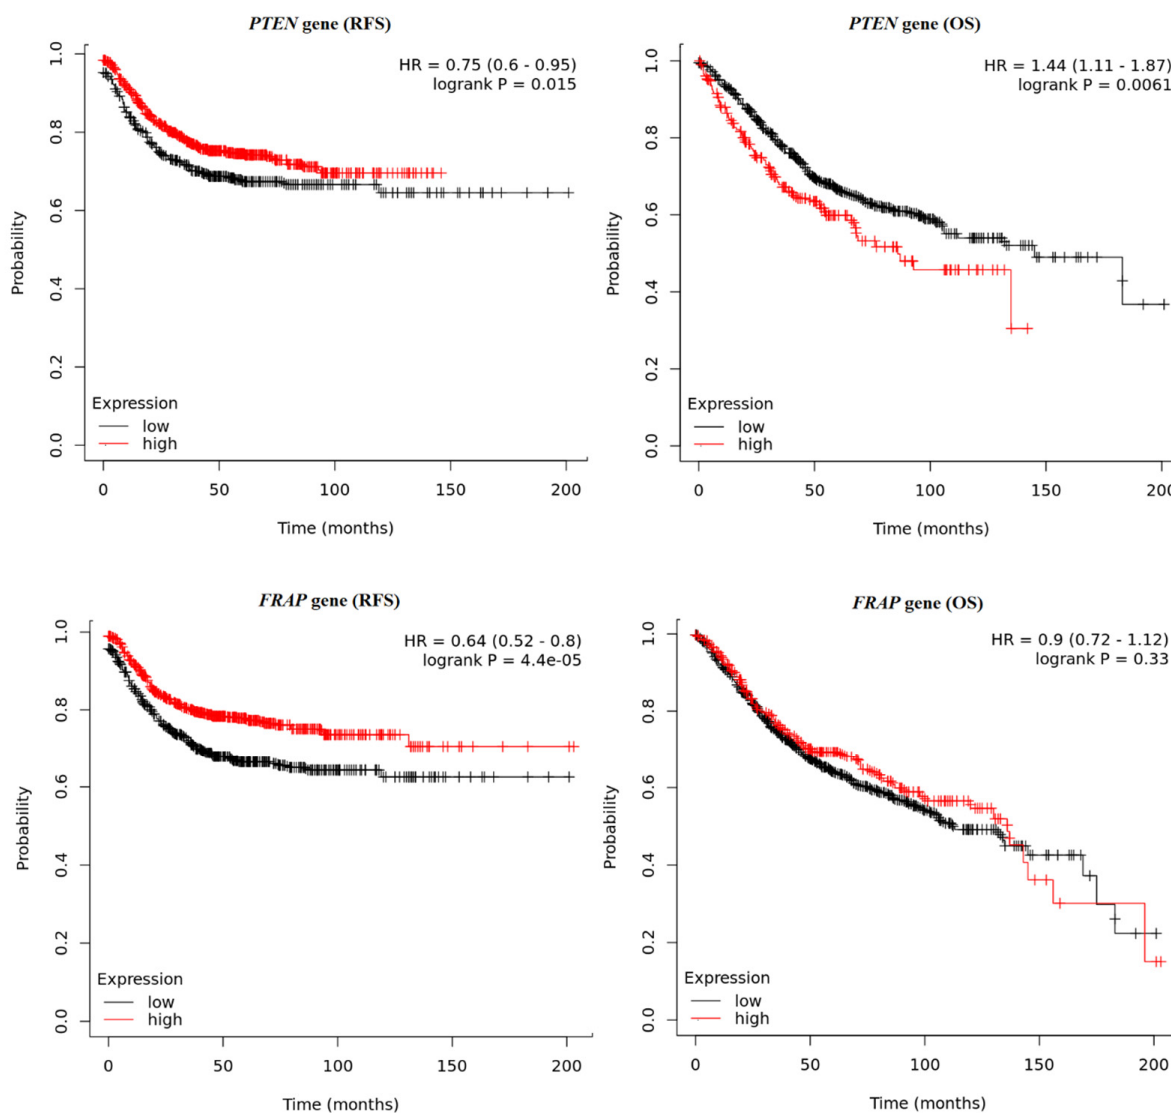 PTEN gene (RFS)
HR = 0.75 (0.6 - 0.95)
logrank P = 0.015
Probability
1.0
0.8
0.6
0.4
0.2
0.0
Expression
low
high
0 50 100 150 200
Time (months)
PTEN gene (OS)
HR = 1.44 (1.11 - 1.87)
logrank P = 0.0061
Probability
1.0
0.8
0.6
0.4
0.2
0.0
Expression
low
high
0 50 100 150 200
Time (months)
FRAP gene (RFS)
HR = 0.64 (0.52 - 0.8)
logrank P = 4.4e-05
Probability
1.0
0.8
0.6
0.4
0.2
0.0
Expression
low
high
0 50 100 150 200
Time (months)
FRAP gene (OS)
HR = 0.9 (0.72 - 1.12)
logrank P = 0.33
Probability
1.0
0.8
0.6
0.4
0.2
0.0
Expression
low
high
0 50 100 150 200
Time (months)